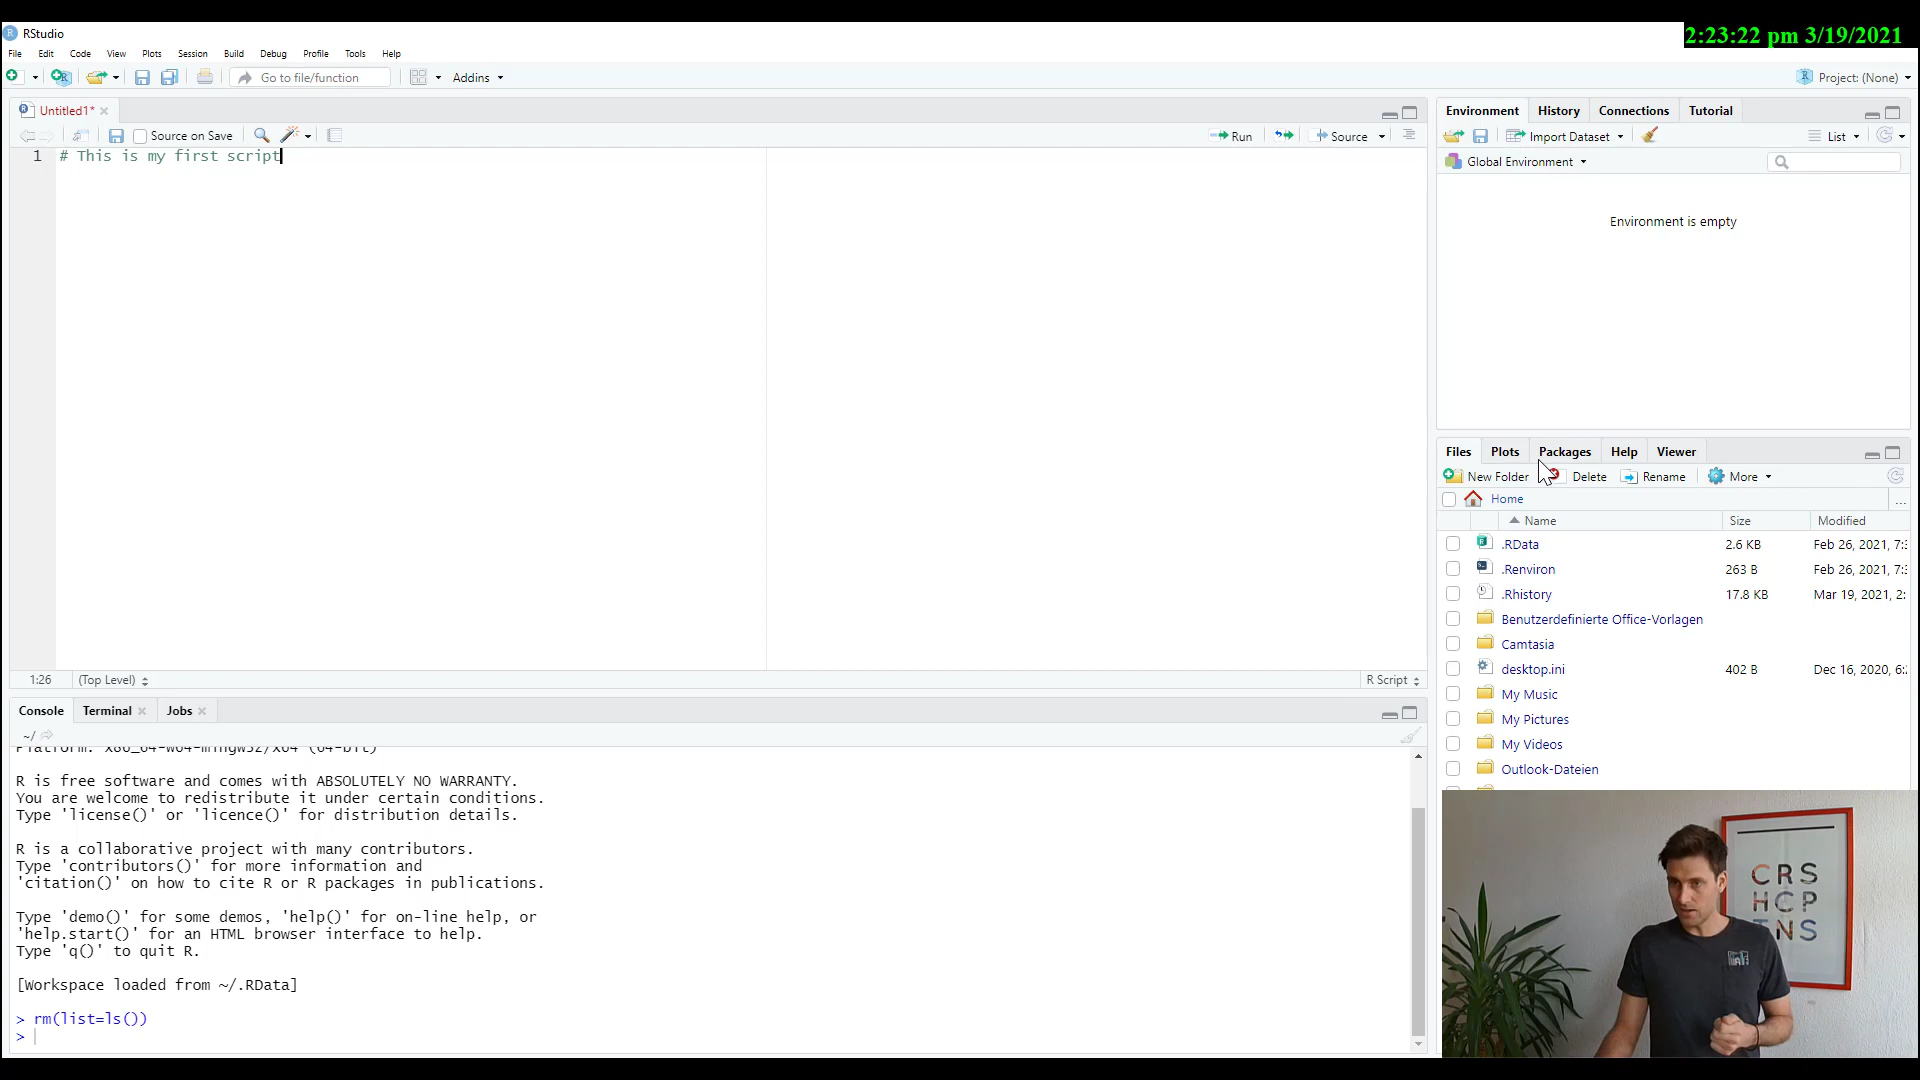 RStudio
2:23:22 pm 3/19/2021
File Edit Code View Plots Session Build Debug Profile Tools Help
Go to file/function
Addins
Project: (None)
Untitled1*
Source on Save
Run
Source
1 # This is my first script
1:26 (Top Level)
R Script
Console Terminal Jobs
~/
Platform: x86_64-w64-mingw32/x64 (64-bit)
R is free software and comes with ABSOLUTELY NO WARRANTY.
You are welcome to redistribute it under certain conditions.
Type 'license()' or 'licence()' for distribution details.
R is a collaborative project with many contributors.
Type 'contributors()' for more information and
'citation()' on how to cite R or R packages in publications.
Type 'demo()' for some demos, 'help()' for on-line help, or
'help.start()' for an HTML browser interface to help.
Type 'q()' to quit R.
[Workspace loaded from ~/.RData]
> rm(list=ls())
>
Environment History Connections Tutorial
Import Dataset
List
Global Environment
Environment is empty
Files Plots Packages Help Viewer
New Folder Delete Rename More
Home
...
Name Size Modified
.RData 2.6 KB Feb 26, 2021, 7:3
.Renviron 263 B Feb 26, 2021, 7:3
.Rhistory 17.8 KB Mar 19, 2021, 2:
Benutzerdefinierte Office-Vorlagen
Camtasia
desktop.ini 402 B Dec 16, 2020, 6:
My Music
My Pictures
My Videos
Outlook-Dateien
CRS
HCP
TNS